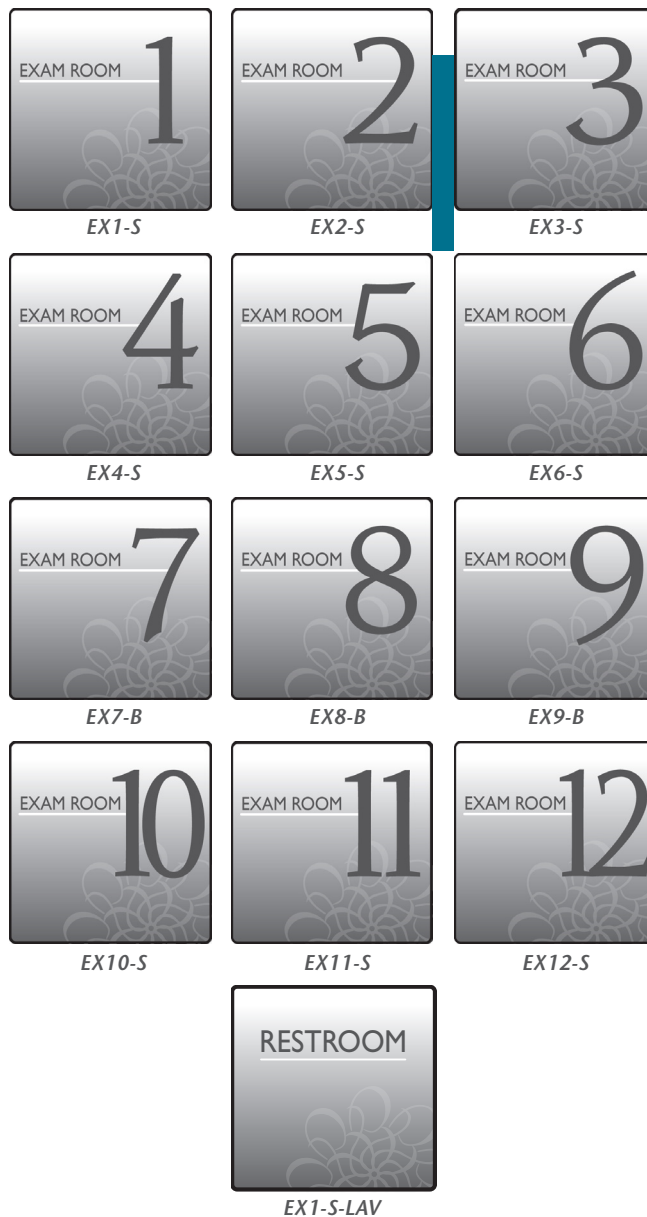 EXAM ROOM 1
EXAM ROOM 2
EXAM ROOM 3
EX1-S
EX2-S
EX3-S
EXAM ROOM 4
EXAM ROOM 5
EXAM ROOM 6
EX4-S
EX5-S
EX6-S
EXAM ROOM 7
EXAM ROOM 8
EXAM ROOM 9
EX7-B
EX8-B
EX9-B
EXAM ROOM 10
EXAM ROOM 11
EXAM ROOM 12
EX10-S
EX11-S
EX12-S
RESTROOM
EX1-S-LAV